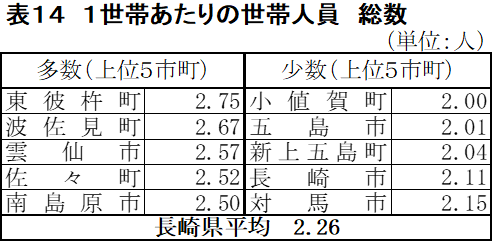 表14 1世帯あたりの世帯人員 総数
(単位:人)
多数(上位5市町) 少数(上位5市町)
東彼杵町 2.75 小値賀町 2.00
波佐見町 2.67 五島市 2.01
雲仙市 2.57 新上五島町 2.04
佐々町 2.52 長崎市 2.11
南島原市 2.50 対馬市 2.15
長崎県平均 2.26